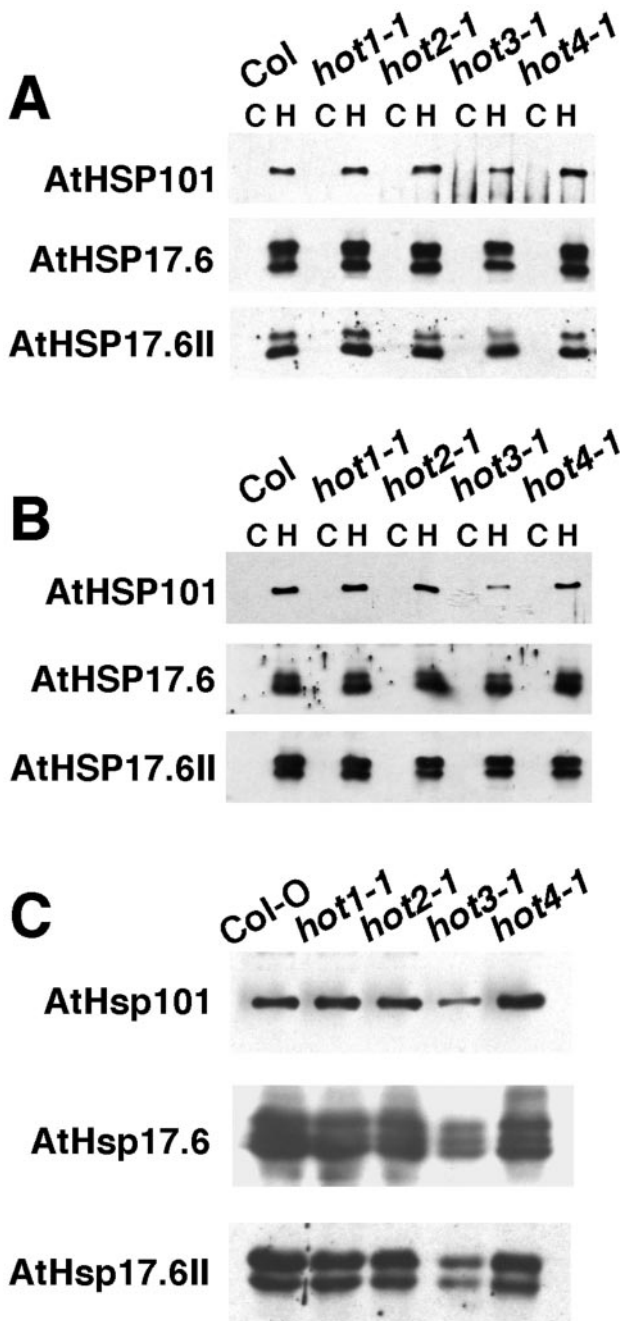 A
Col hot1-1 hot2-1 hot3-1 hot4-1
C H C H C H C H C H
AtHSP101
AtHSP17.6
AtHSP17.6II
B
Col hot1-1 hot2-1 hot3-1 hot4-1
C H C H C H C H C H
AtHSP101
AtHSP17.6
AtHSP17.6II
C
Col-O hot1-1 hot2-1 hot3-1 hot4-1
AtHsp101
AtHsp17.6
AtHsp17.6II